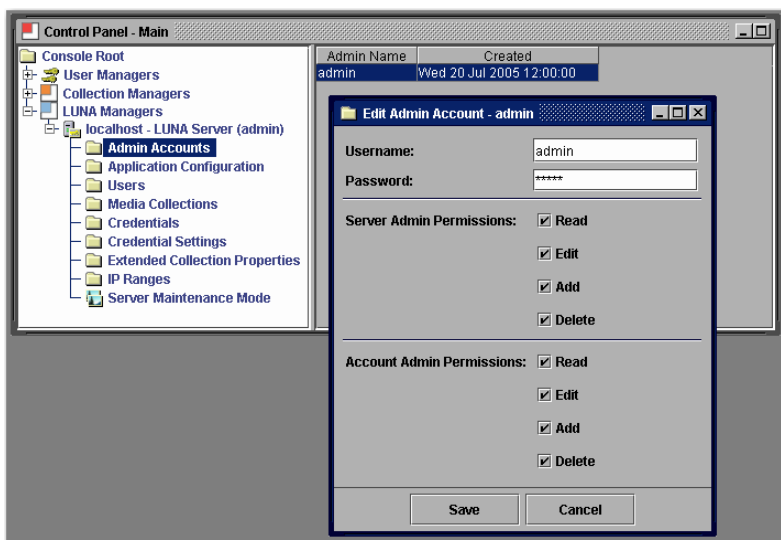 Control Panel - Main
Console Root
User Managers
Collection Managers
LUNA Managers
localhost - LUNA Server (admin)
Admin Accounts
Application Configuration
Users
Media Collections
Credentials
Credential Settings
Extended Collection Properties
IP Ranges
Server Maintenance Mode
Admin Name Created
admin Wed 20 Jul 2005 12:00:00
Edit Admin Account - admin
Username: admin
Password: *****
Server Admin Permissions: Read
Edit
Add
Delete
Account Admin Permissions: Read
Edit
Add
Delete
Save Cancel